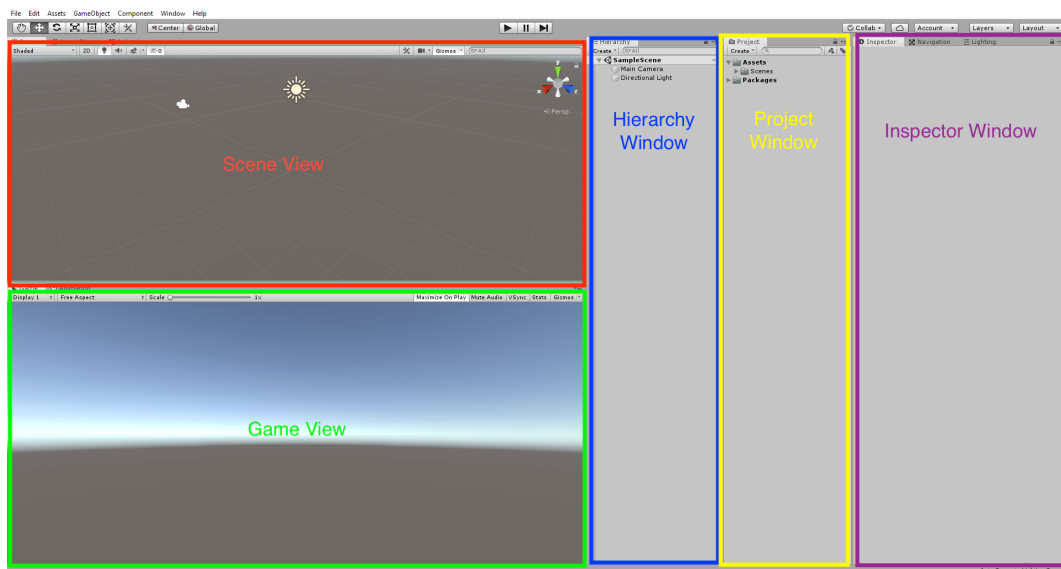 File Edit Assets GameObject Component Window Help
Center Global
Collab Account Layers Layout
Shaded 2D 0 Gizmos All
y
x z
Persp
Scene View
Display 1 Free Aspect Scale 1x Maximize On Play Mute Audio VSync Stats Gizmos
Game View
Hierarchy
Create All
SampleScene
Main Camera
Directional Light
Hierarchy
Window
Project
Create
Assets
Scenes
Packages
Project
Window
Inspector Navigation Lighting
Inspector Window